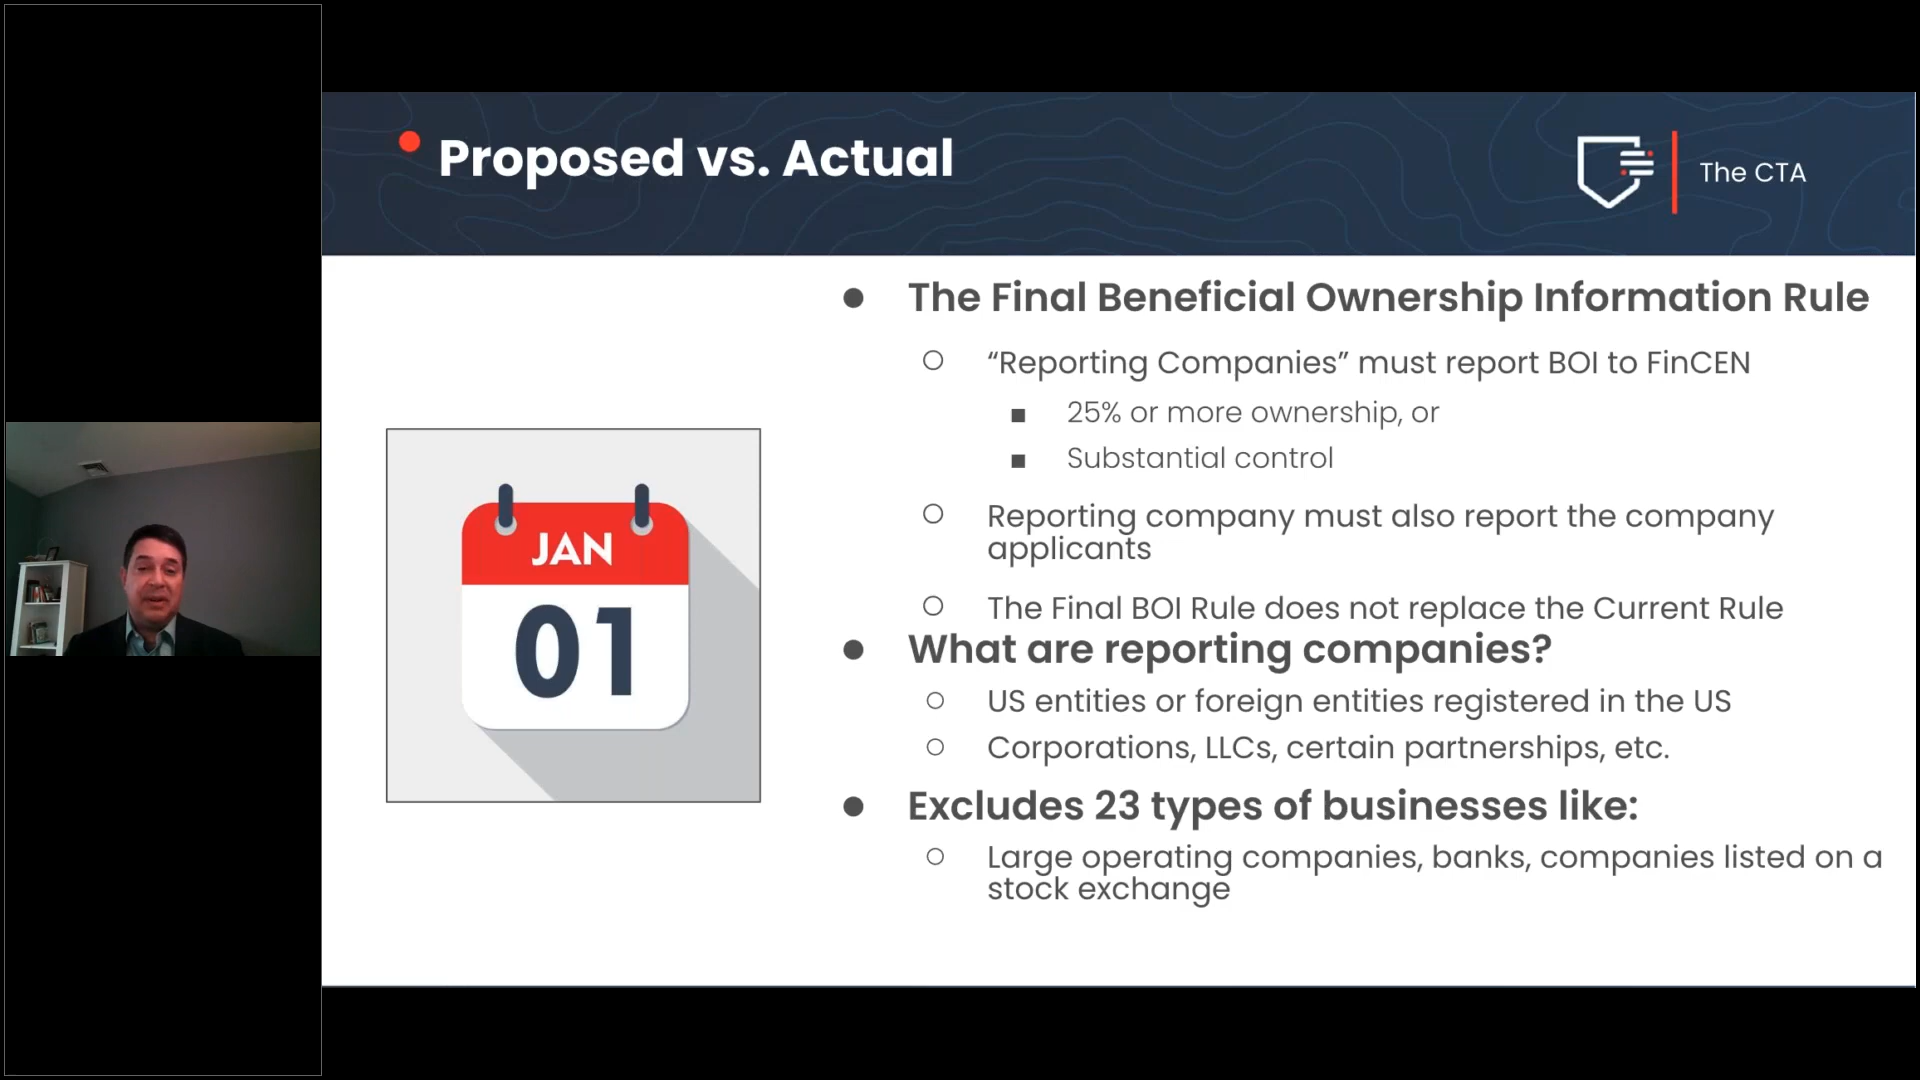 Proposed vs. Actual
The CTA
● The Final Beneficial Ownership Information Rule
○ “Reporting Companies” must report BOI to FinCEN
■ 25% or more ownership, or
■ Substantial control
○ Reporting company must also report the company
applicants
○ The Final BOI Rule does not replace the Current Rule
● What are reporting companies?
○ US entities or foreign entities registered in the US
○ Corporations, LLCs, certain partnerships, etc.
● Excludes 23 types of businesses like:
○ Large operating companies, banks, companies listed on a
stock exchange
JAN
01